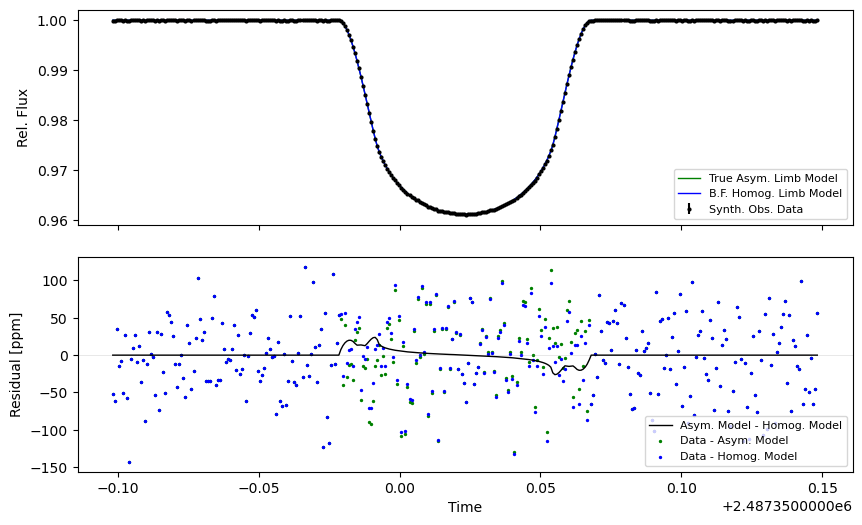 1.00
0.99
0.98
0.97
0.96
Rel. Flux
True Asym. Limb Model
B.F. Homog. Limb Model
Synth. Obs. Data
100
50
0
−50
−100
−150
Residual [ppm]
Asym. Model - Homog. Model
Data - Asym. Model
Data - Homog. Model
−0.10 −0.05 0.00 0.05 0.10 0.15
Time
+2.4873500000e6